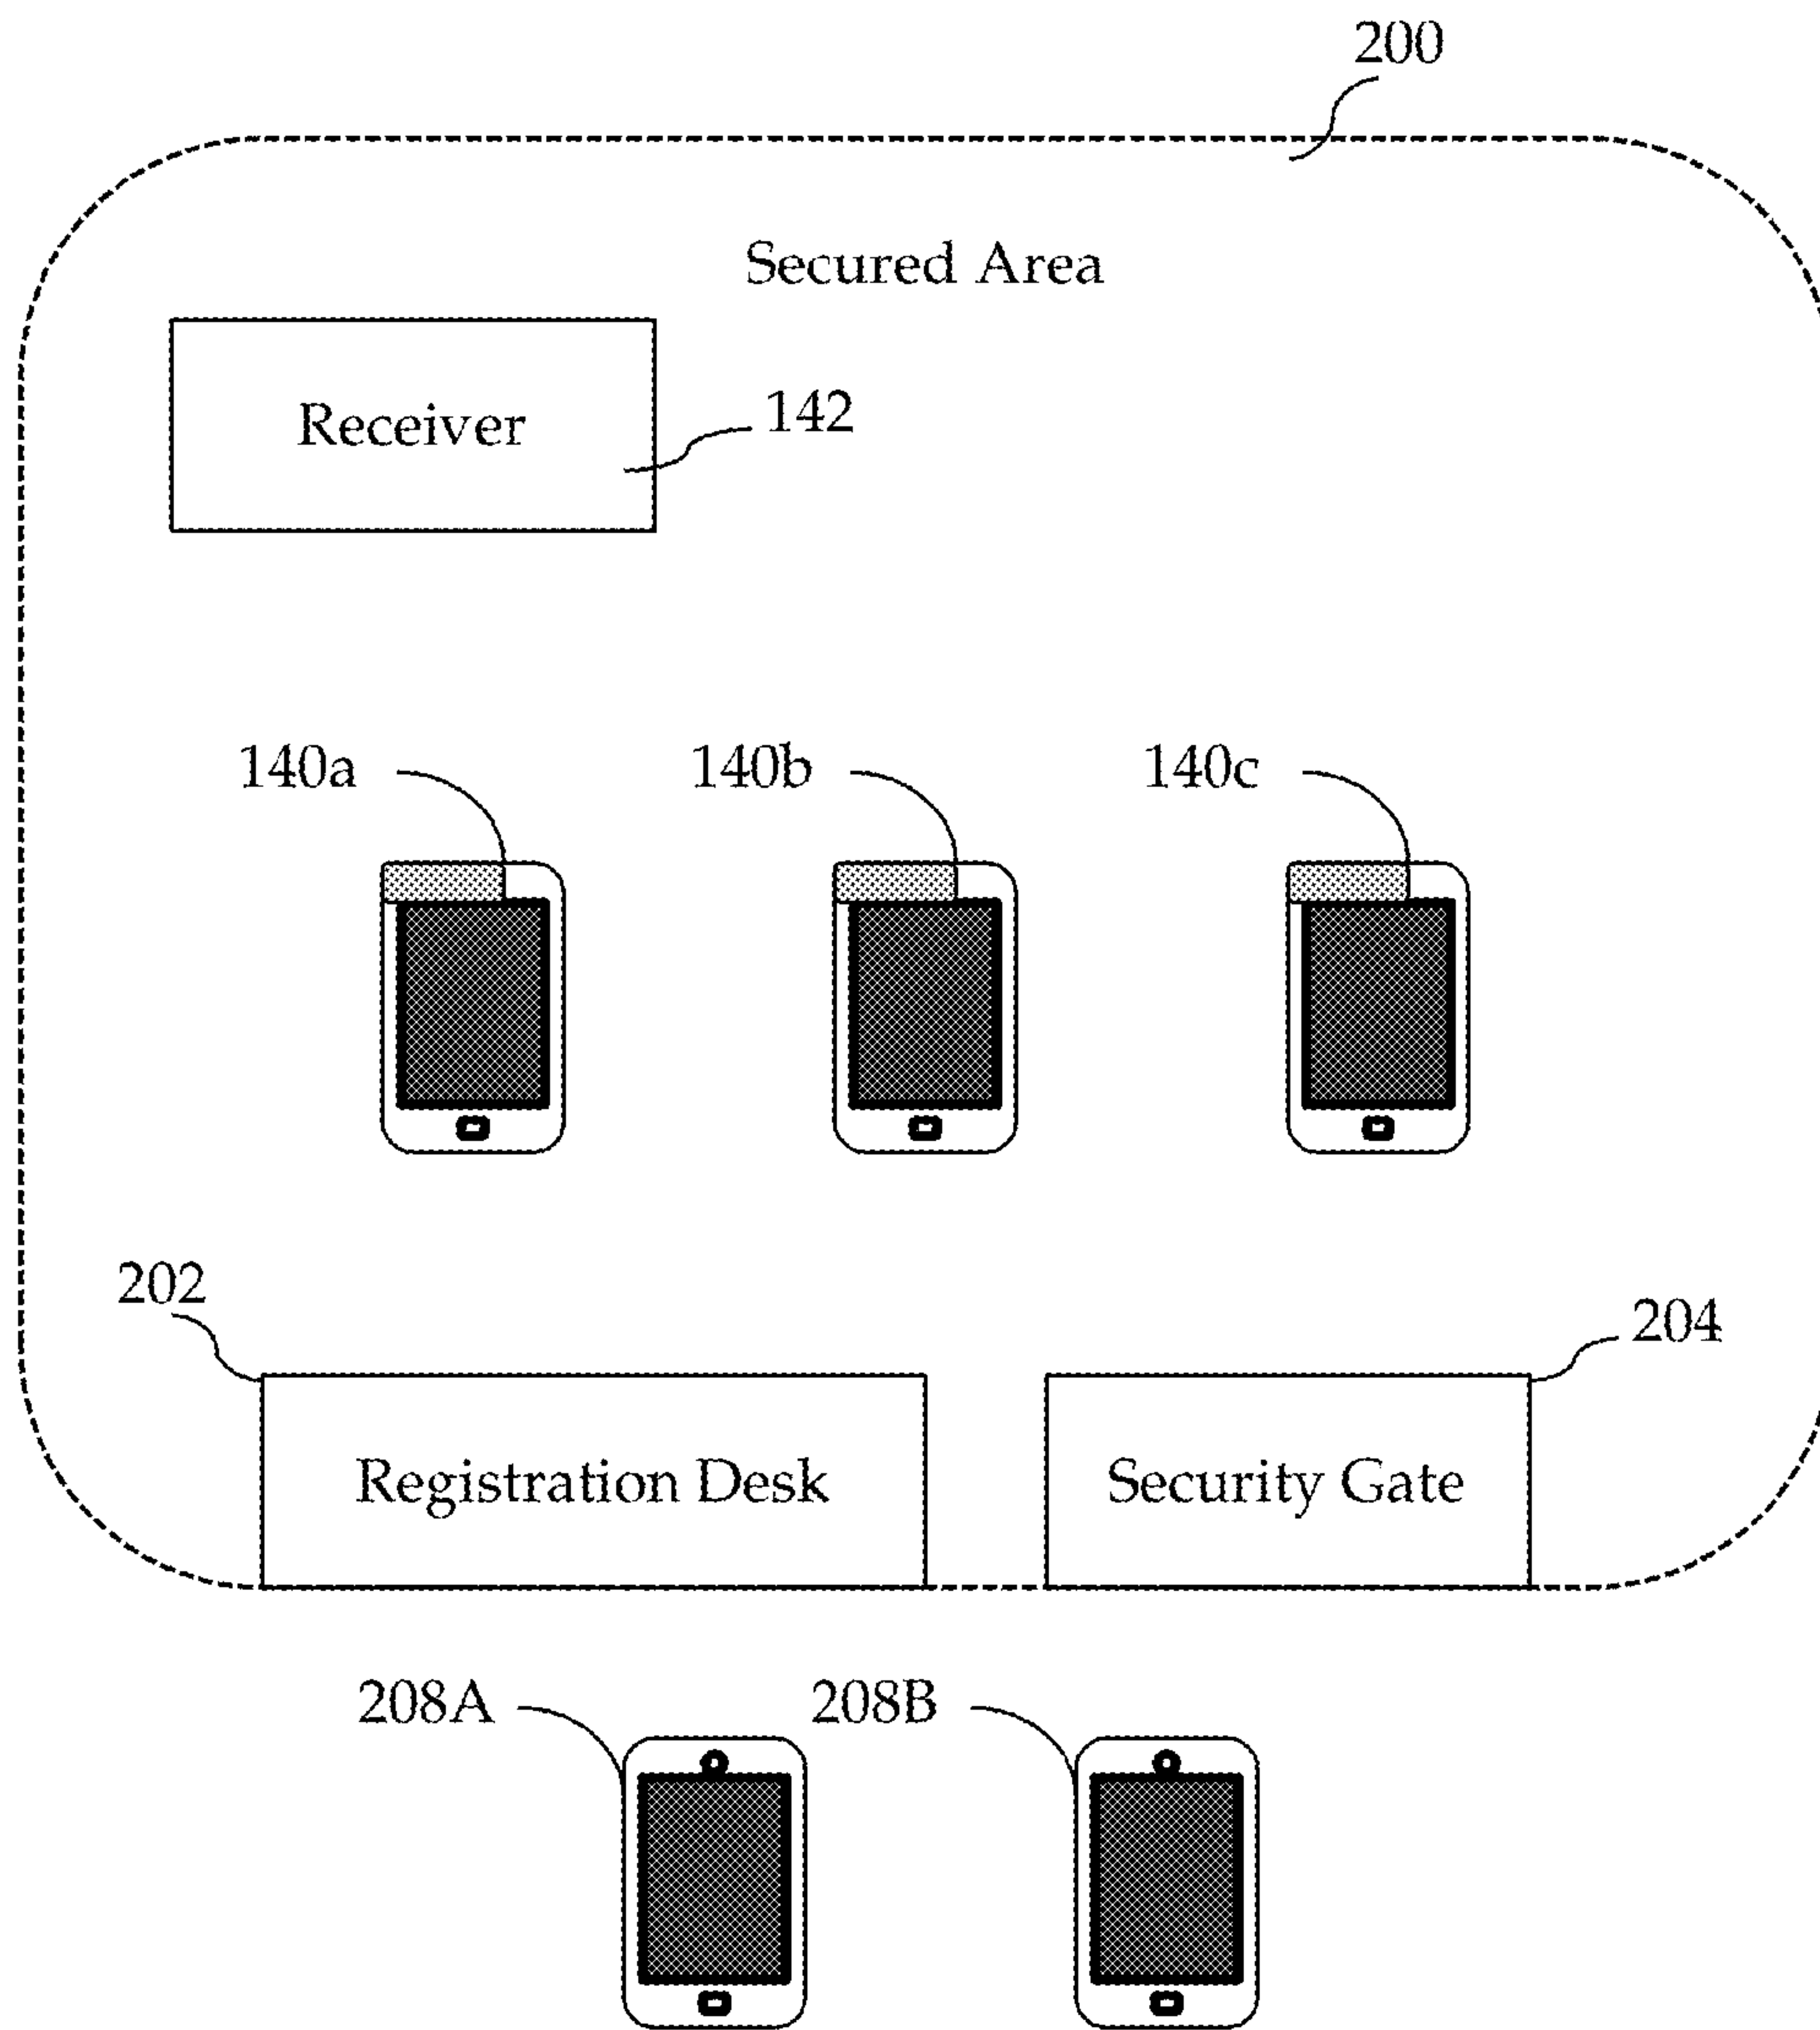 200
Secured Area
Receiver
142
140a
140b
140c
202
204
Registration Desk
Security Gate
208A
208B